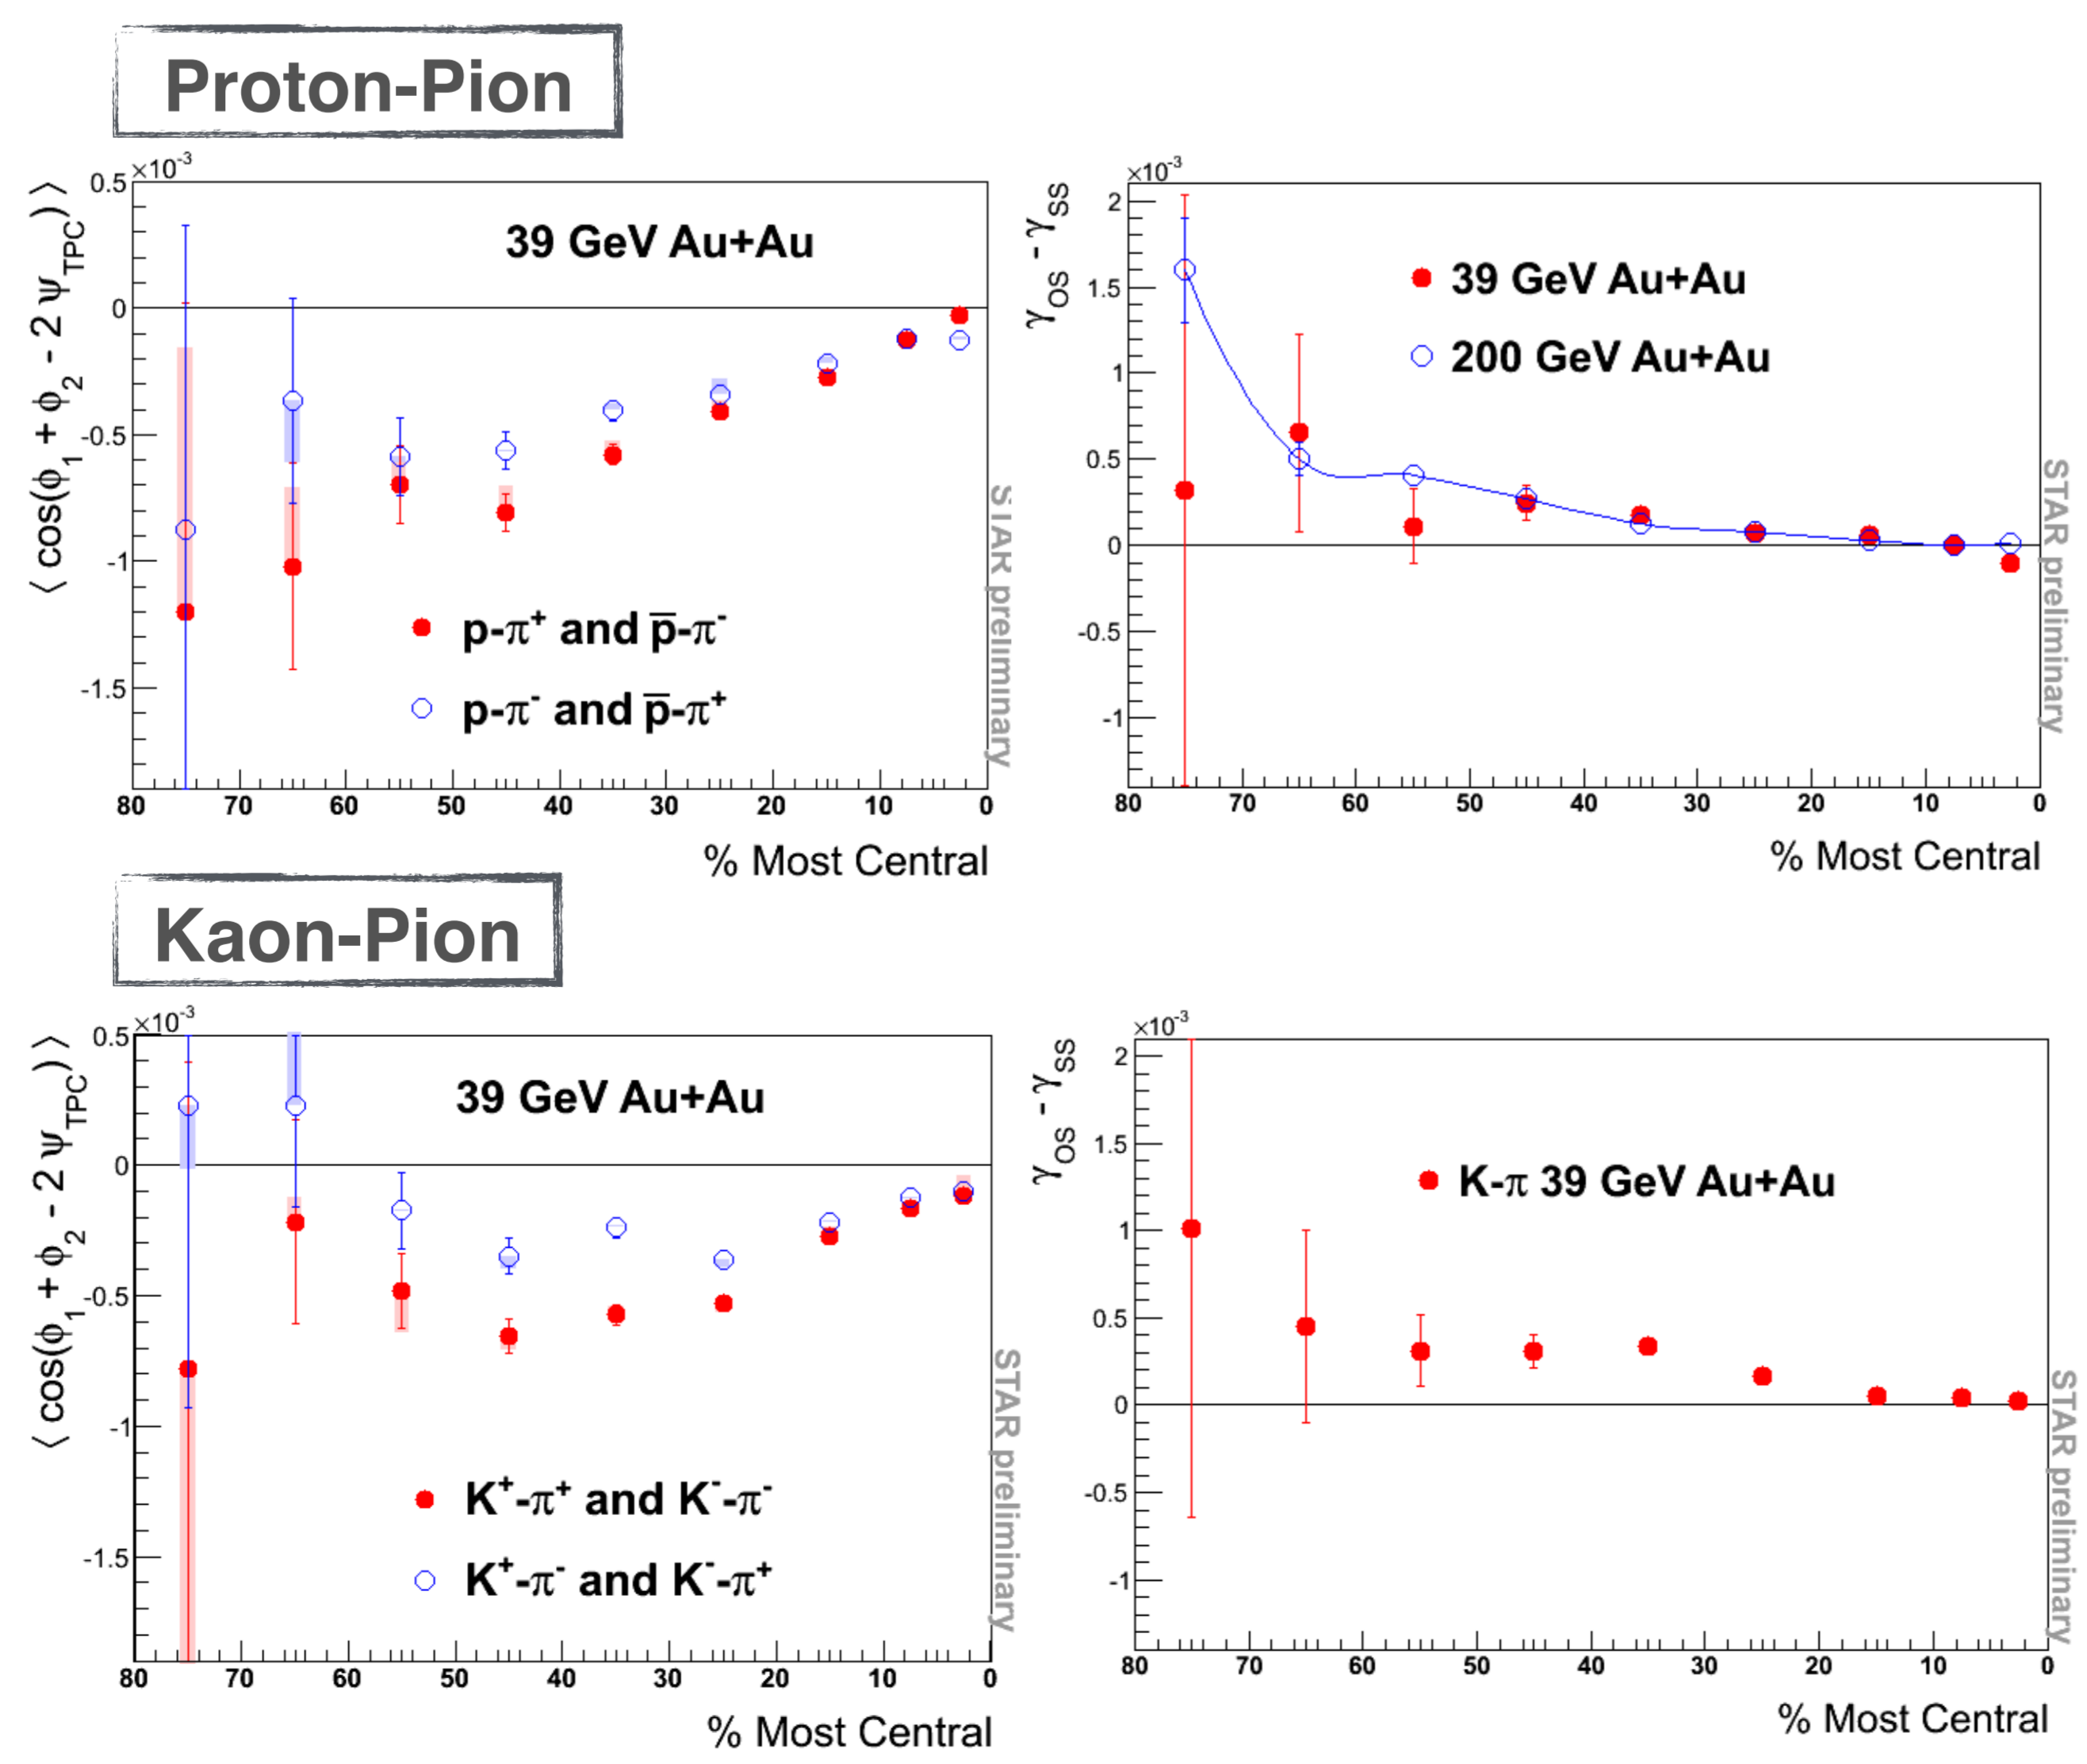 Proton-Pion
×10⁻³
⟨ cos(ϕ₁ + ϕ₂ - 2 ψ_TPC) ⟩
0.5
0
-0.5
-1
-1.5
39 GeV Au+Au
p-π⁺ and p̅-π⁻
p-π⁻ and p̅-π⁺
STAR preliminary
80 70 60 50 40 30 20 10 0
% Most Central
×10⁻³
γ_OS - γ_SS
2
1.5
1
0.5
0
-0.5
-1
39 GeV Au+Au
200 GeV Au+Au
STAR preliminary
80 70 60 50 40 30 20 10 0
% Most Central
Kaon-Pion
×10⁻³
⟨ cos(ϕ₁ + ϕ₂ - 2 ψ_TPC) ⟩
0.5
0
-0.5
-1
-1.5
39 GeV Au+Au
K⁺-π⁺ and K⁻-π⁻
K⁺-π⁻ and K⁻-π⁺
STAR preliminary
80 70 60 50 40 30 20 10 0
% Most Central
×10⁻³
γ_OS - γ_SS
2
1.5
1
0.5
0
-0.5
-1
K-π 39 GeV Au+Au
STAR preliminary
80 70 60 50 40 30 20 10 0
% Most Central